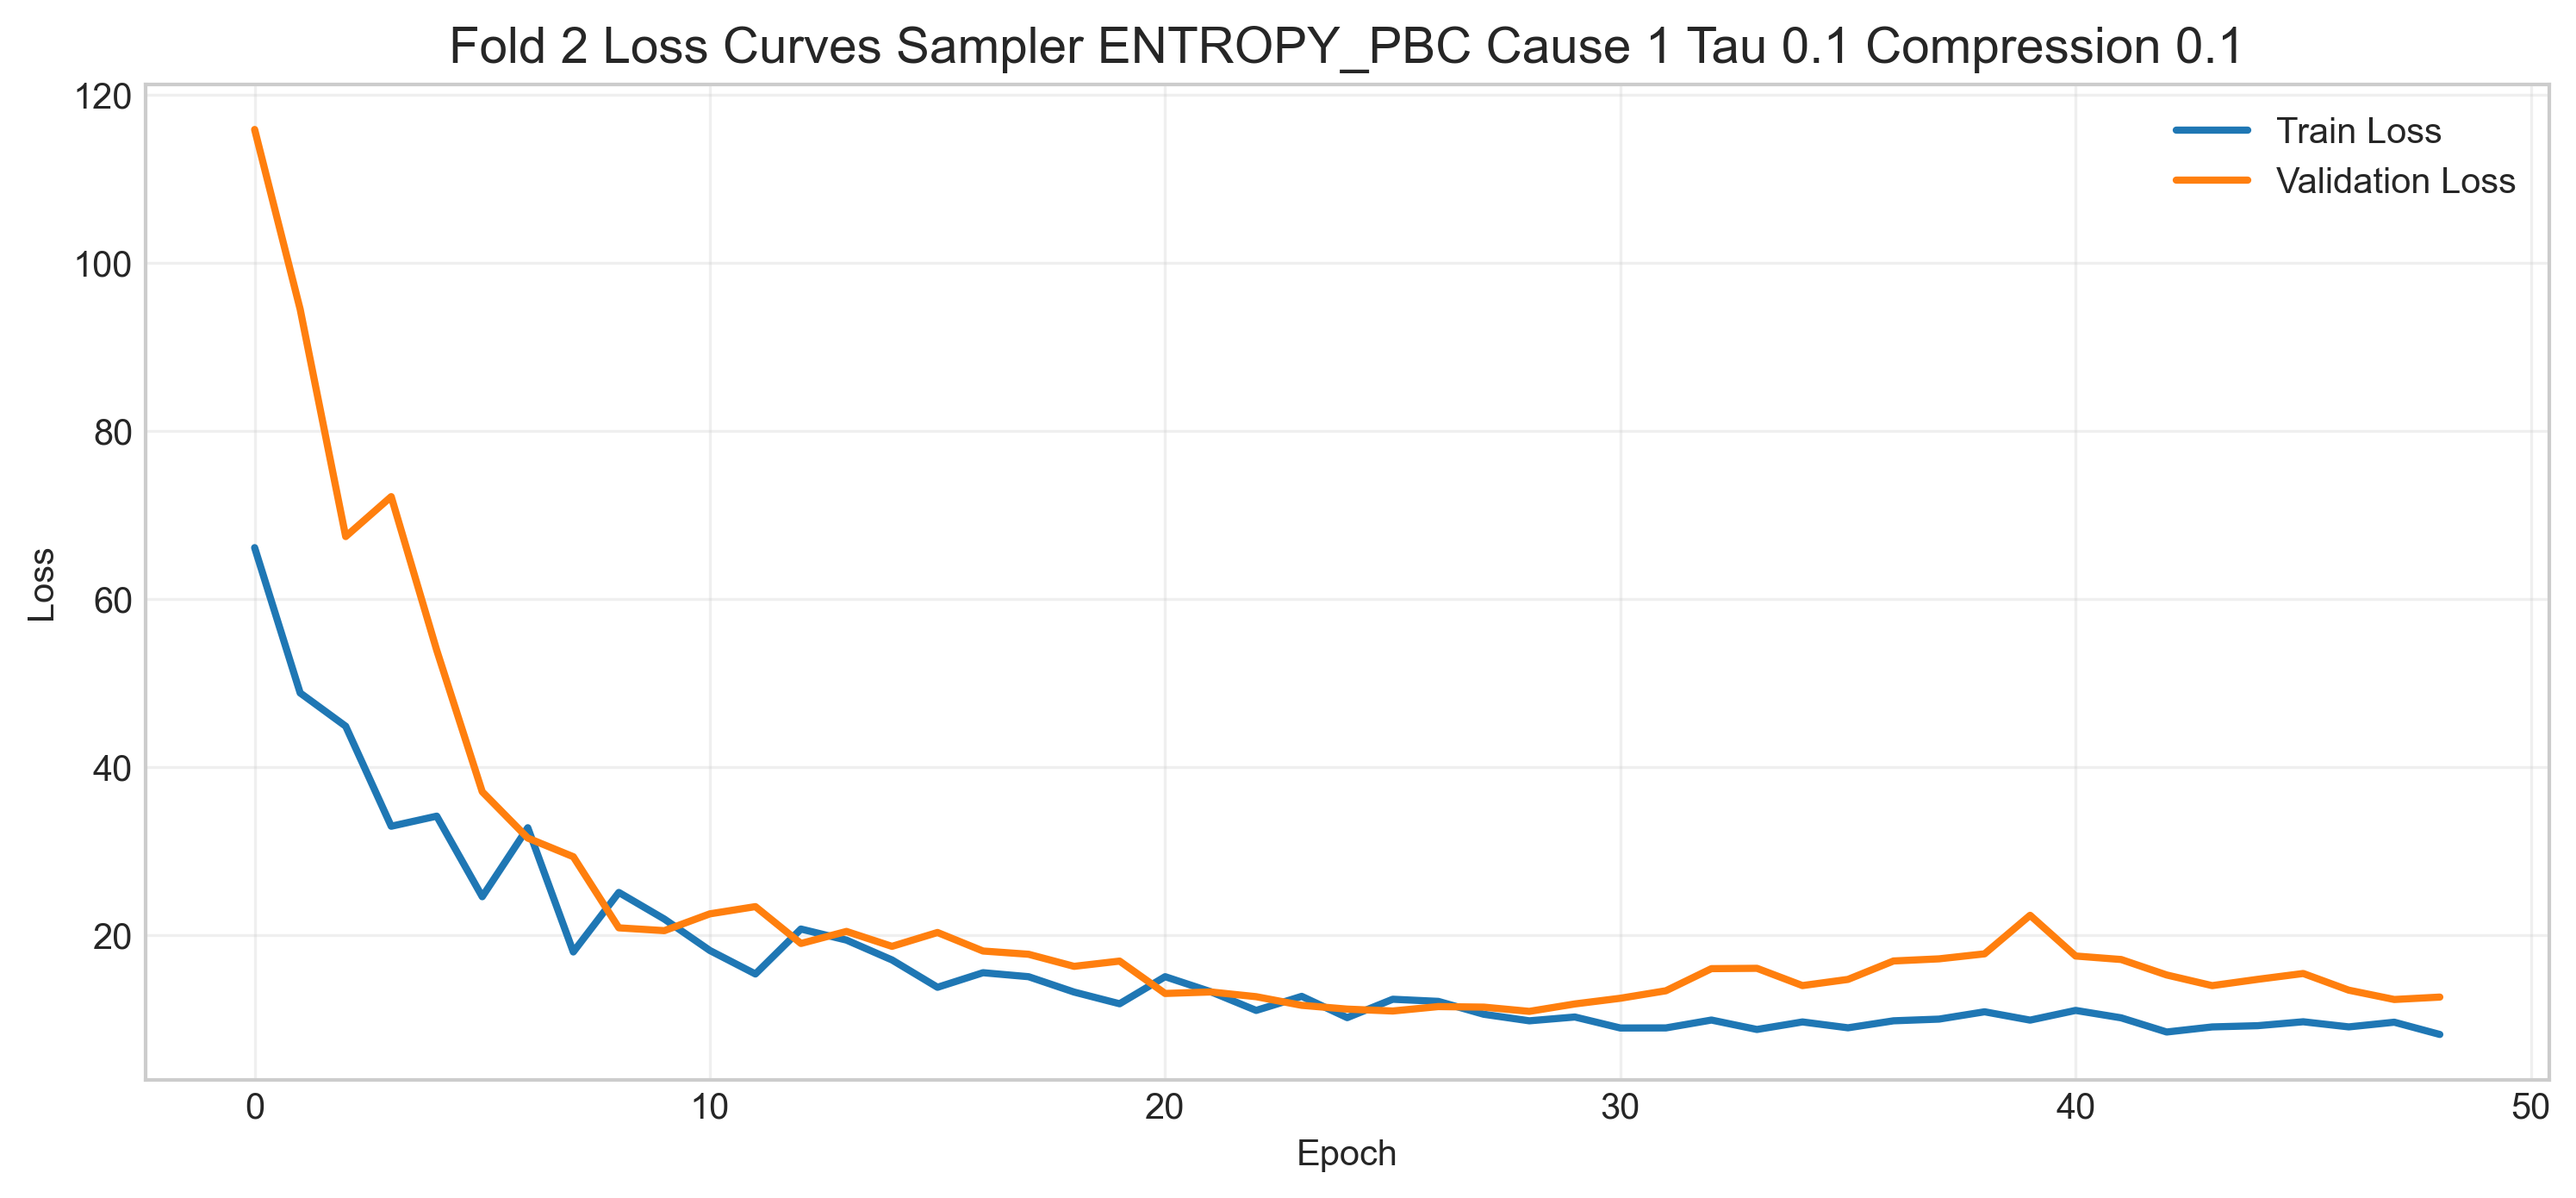 Fold 2 Loss Curves Sampler ENTROPY_PBC Cause 1 Tau 0.1 Compression 0.1
120
100
80
60
40
20
Loss
Train Loss
Validation Loss
0 10 20 30 40 50
Epoch